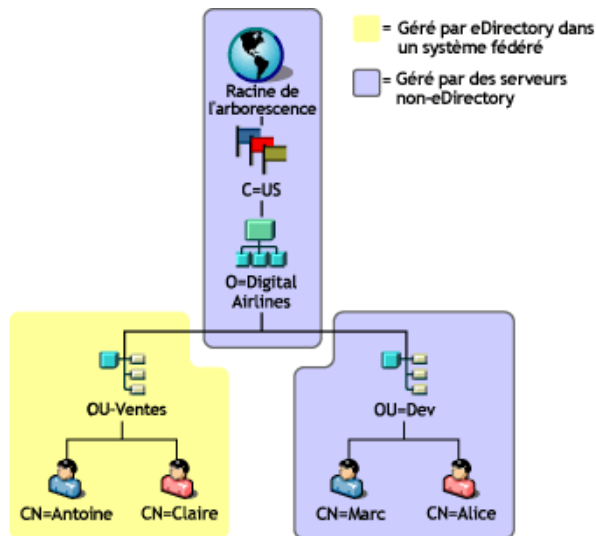 = Géré par eDirectory dans
un système fédéré
= Géré par des serveurs
non-eDirectory
Racine de
l'arborescence
C=US
O=Digital
Airlines
OU-Ventes
OU=Dev
CN=Antoine
CN=Claire
CN=Marc
CN=Alice